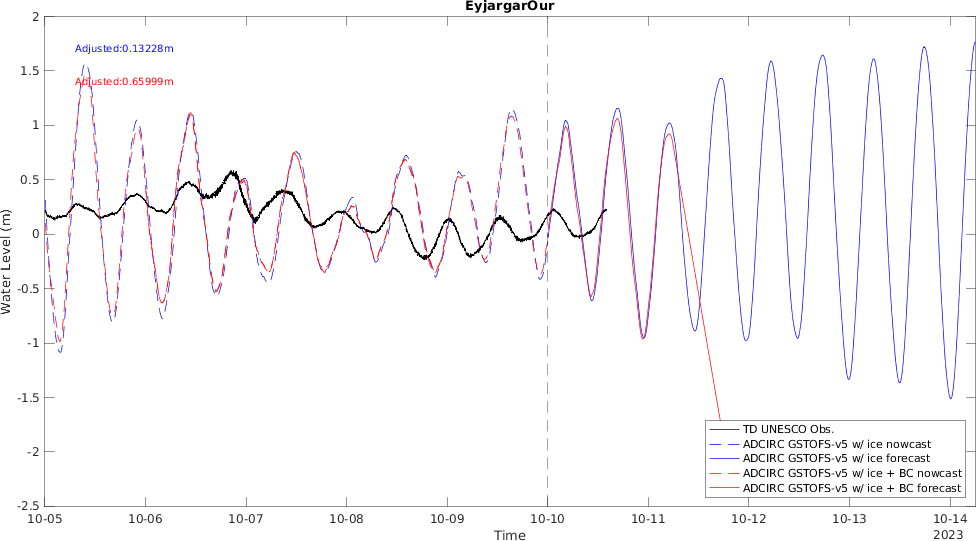 EyjargarOur
2
1.5
1
0.5
0
-0.5
-1
-1.5
-2
-2.5
Water Level (m)
Adjusted:0.13228m
Adjusted:0.65999m
TD UNESCO Obs.
ADCIRC GSTOFS-v5 w/ ice nowcast
ADCIRC GSTOFS-v5 w/ ice forecast
ADCIRC GSTOFS-v5 w/ ice + BC nowcast
ADCIRC GSTOFS-v5 w/ ice + BC forecast
10-05 10-06 10-07 10-08 10-09 10-10 10-11 10-12 10-13 10-14
Time
2023